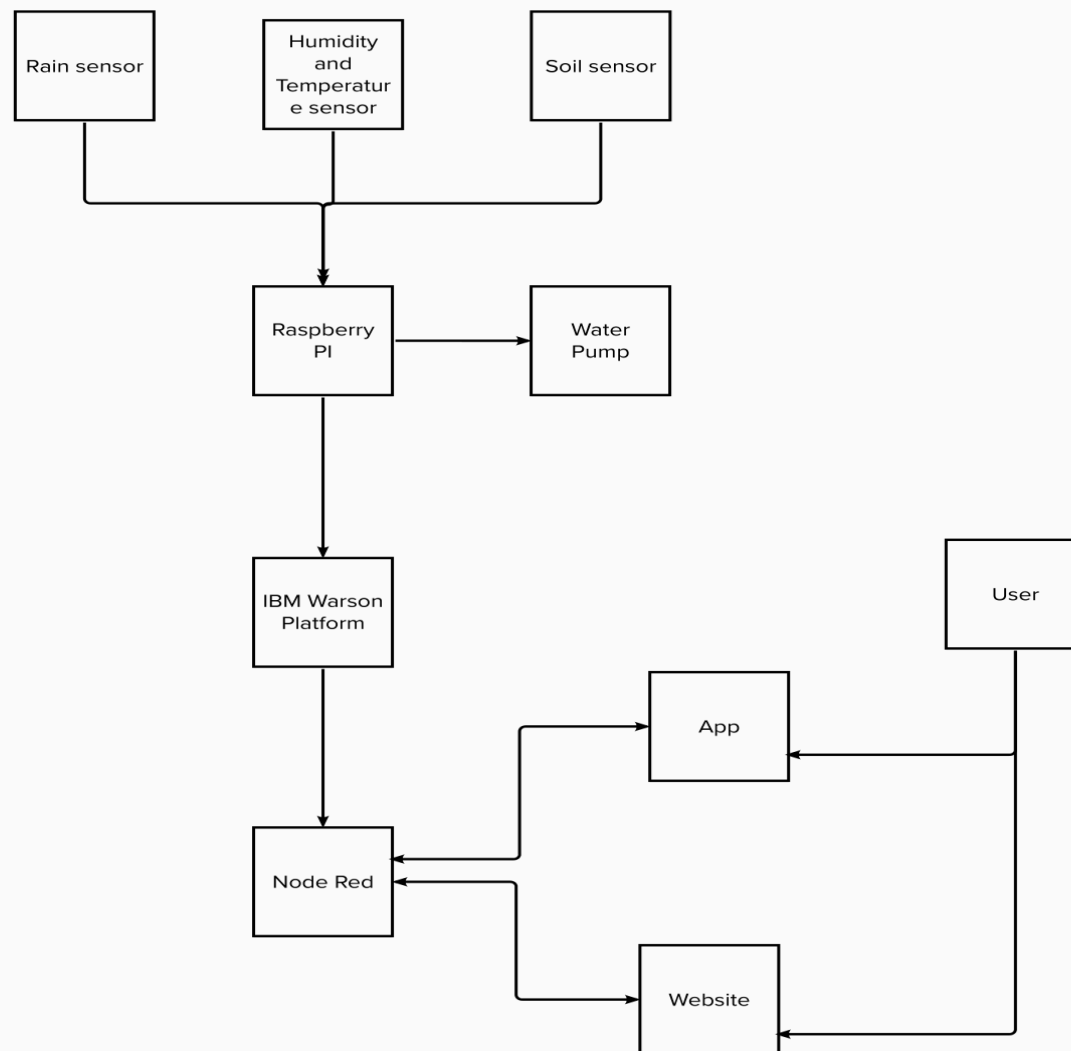 Rain sensor
Humidity
and
Temperatur
e sensor
Soil sensor
Raspberry
PI
Water
Pump
IBM Warson
Platform
User
App
Node Red
Website